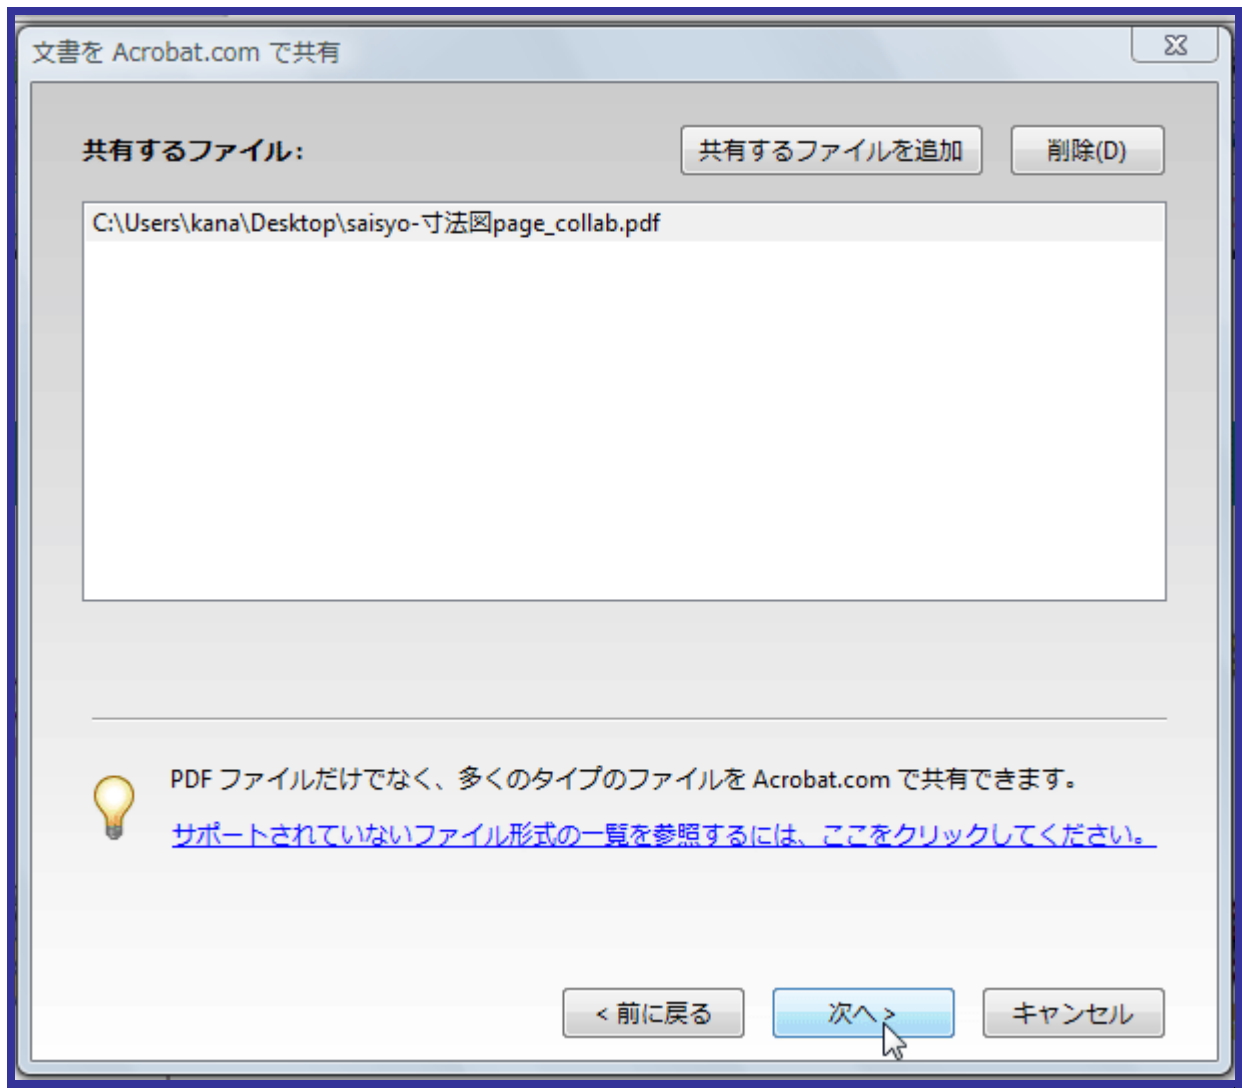 文書を Acrobat.com で共有
共有するファイル:
共有するファイルを追加
削除(D)
C:\Users\kana\Desktop\saisyo-寸法図page_collab.pdf
PDF ファイルだけでなく、多くのタイプのファイルを Acrobat.com で共有できます。
サポートされていないファイル形式の一覧を参照するには、ここをクリックしてください。
< 前に戻る
次へ >
キャンセル